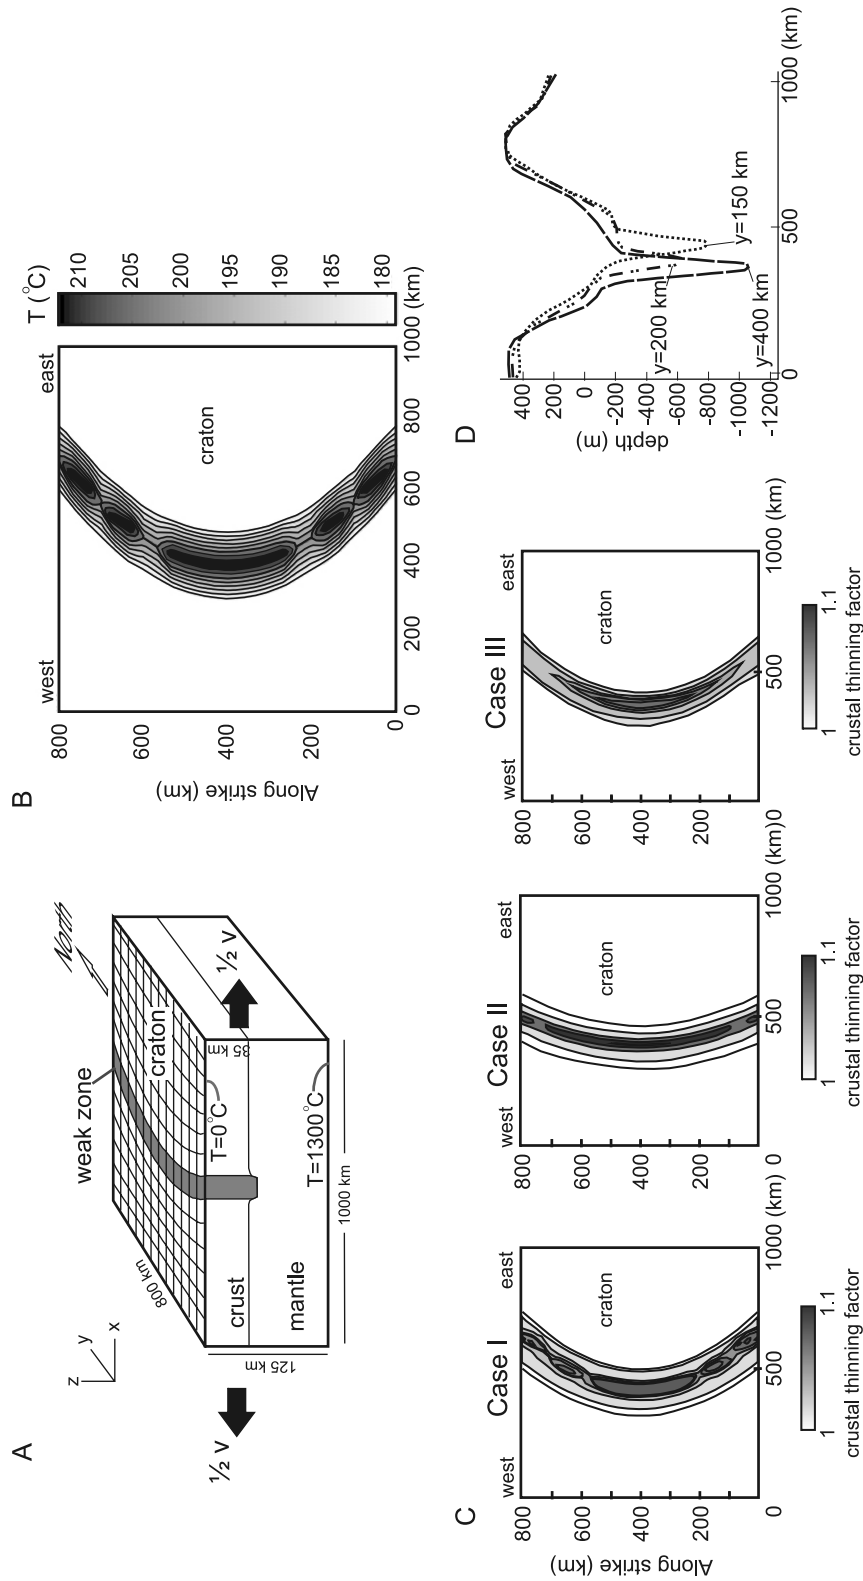 A
z
y
x
weak zone
North
craton
800 km
T=0°C
35 km
crust
mantle
T=1300°C
125 km
1000 km
½ v
½ v
B
west
east
T (°C)
craton
800
600
400
200
0
Along strike (km)
0
200
400
600
800
1000 (km)
210
205
200
195
190
185
180
C
Case I
west
east
craton
800
600
400
200
0
Along strike (km)
500
1000 (km)
1
1.1
crustal thinning factor
Case II
west
east
craton
800
600
400
200
0
500
1000 (km)
1
1.1
crustal thinning factor
Case III
west
east
craton
800
600
400
200
0
500
1000 (km)
1
1.1
crustal thinning factor
D
400
200
0
-200
-400
-600
-800
-1000
-1200
depth (m)
y=200 km
y=400 km
y=150 km
0
500
1000 (km)